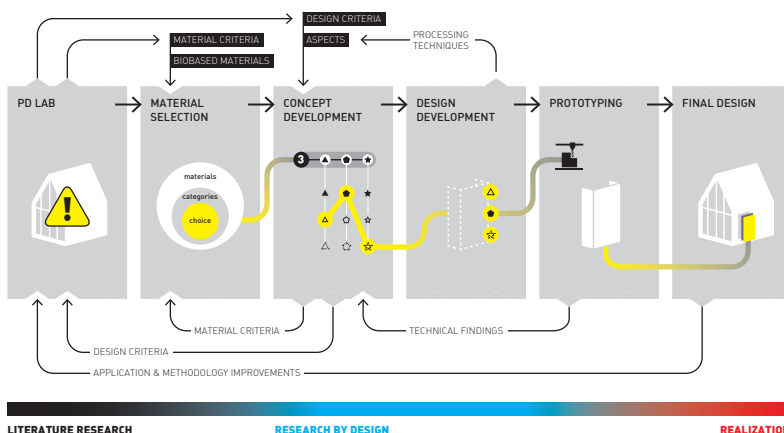 DESIGN CRITERIA
MATERIAL CRITERIA
ASPECTS
PROCESSING
TECHNIQUES
BIOBASED MATERIALS
PD LAB
MATERIAL
SELECTION
CONCEPT
DEVELOPMENT
DESIGN
DEVELOPMENT
PROTOTYPING
FINAL DESIGN
materials
categories
choice
3
MATERIAL CRITERIA
TECHNICAL FINDINGS
DESIGN CRITERIA
APPLICATION & METHODOLOGY IMPROVEMENTS
LITERATURE RESEARCH
RESEARCH BY DESIGN
REALIZATIO